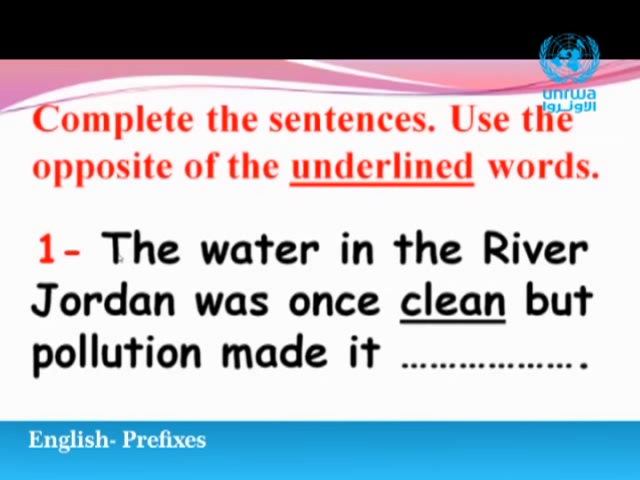 unrwa
الأونروا
Complete the sentences. Use the
opposite of the underlined words.
1- The water in the River
Jordan was once clean but
pollution made it ……………….
English- Prefixes